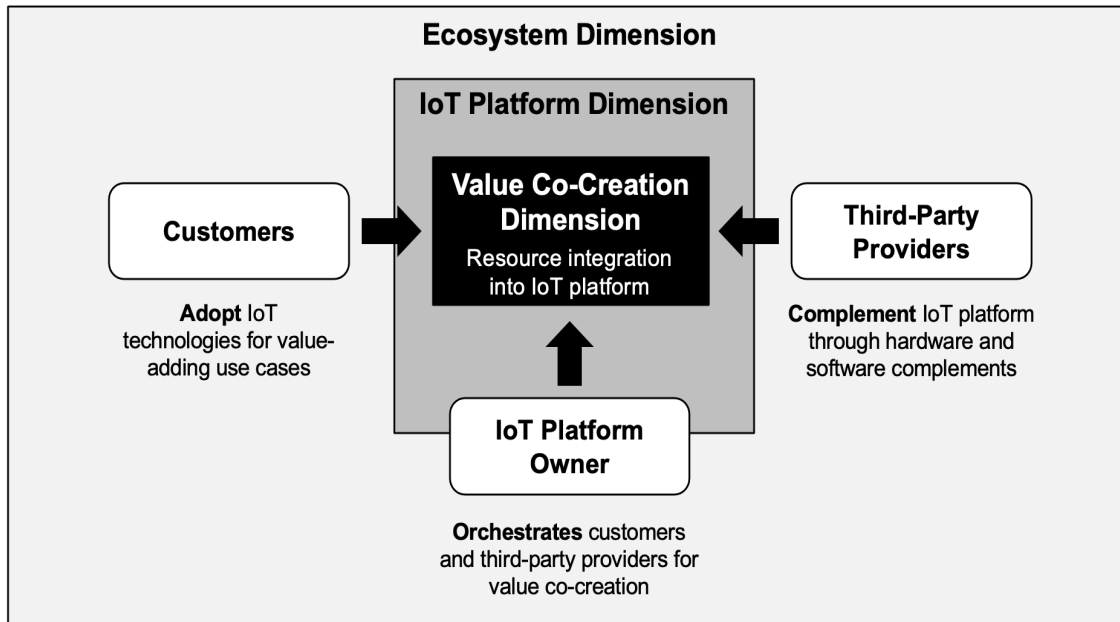 Ecosystem Dimension
IoT Platform Dimension
Value Co-Creation
Dimension
Resource integration
into IoT platform
Customers
Adopt IoT
technologies for value-
adding use cases
Third-Party
Providers
Complement IoT platform
through hardware and
software complements
IoT Platform
Owner
Orchestrates customers
and third-party providers for
value co-creation